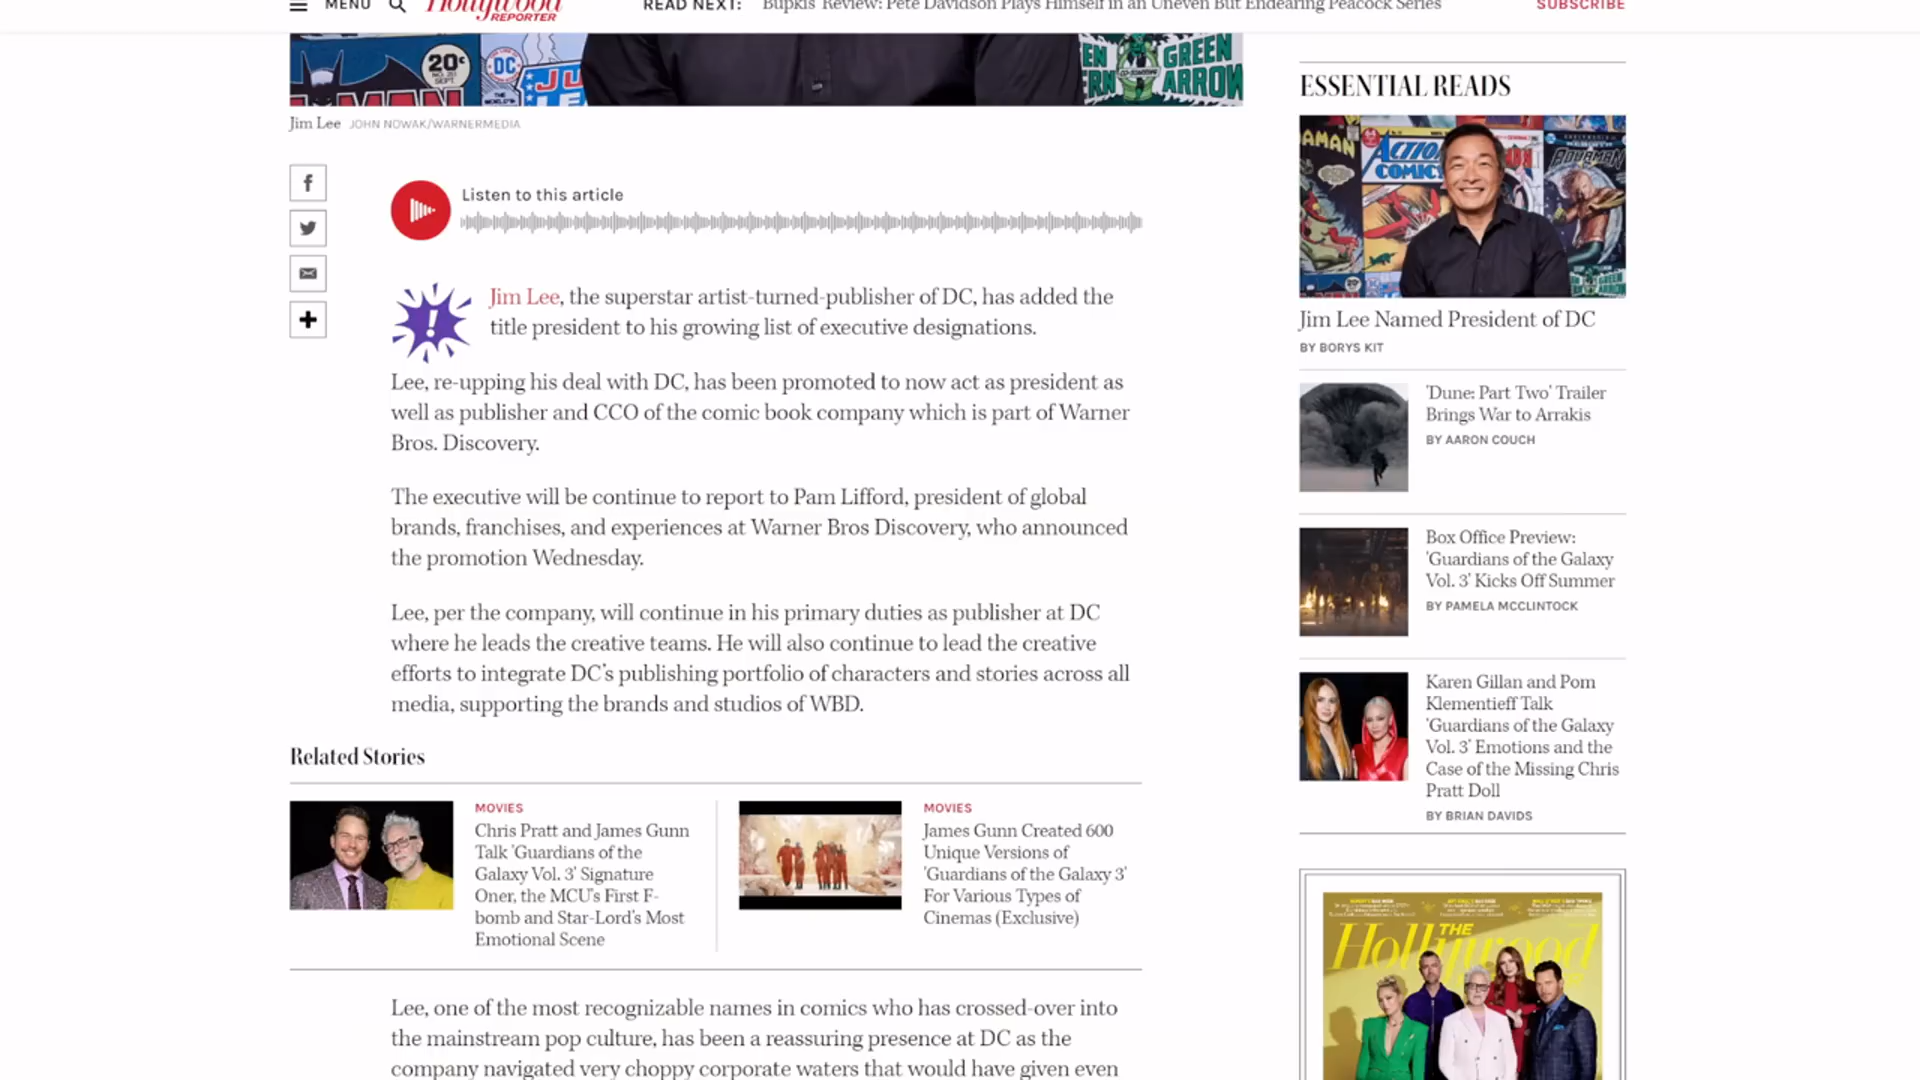 MENU
Hollywood
REPORTER
READ NEXT: 'Bupkis' Review: Pete Davidson Plays Himself in an Uneven But Endearing Peacock Series
SUBSCRIBE
20¢
DC
JU
GREEN
ARROW
Jim Lee JOHN NOWAK/WARNERMEDIA
Listen to this article
Jim Lee, the superstar artist-turned-publisher of DC, has added the
title president to his growing list of executive designations.
Lee, re-upping his deal with DC, has been promoted to now act as president as
well as publisher and CCO of the comic book company which is part of Warner
Bros. Discovery.
The executive will be continue to report to Pam Lifford, president of global
brands, franchises, and experiences at Warner Bros Discovery, who announced
the promotion Wednesday.
Lee, per the company, will continue in his primary duties as publisher at DC
where he leads the creative teams. He will also continue to lead the creative
efforts to integrate DC's publishing portfolio of characters and stories across all
media, supporting the brands and studios of WBD.
Related Stories
MOVIES
Chris Pratt and James Gunn
Talk 'Guardians of the
Galaxy Vol. 3' Signature
Oner, the MCU's First F-
bomb and Star-Lord's Most
Emotional Scene
MOVIES
James Gunn Created 600
Unique Versions of
'Guardians of the Galaxy 3'
For Various Types of
Cinemas (Exclusive)
Lee, one of the most recognizable names in comics who has crossed-over into
the mainstream pop culture, has been a reassuring presence at DC as the
company navigated very choppy corporate waters that would have given even
ESSENTIAL READS
ACTION
COMICS
AQUAMAN
Jim Lee Named President of DC
BY BORYS KIT
'Dune: Part Two' Trailer
Brings War to Arrakis
BY AARON COUCH
Box Office Preview:
'Guardians of the Galaxy
Vol. 3' Kicks Off Summer
BY PAMELA MCCLINTOCK
Karen Gillan and Pom
Klementieff Talk
'Guardians of the Galaxy
Vol. 3' Emotions and the
Case of the Missing Chris
Pratt Doll
BY BRIAN DAVIDS
THE
Hollywood